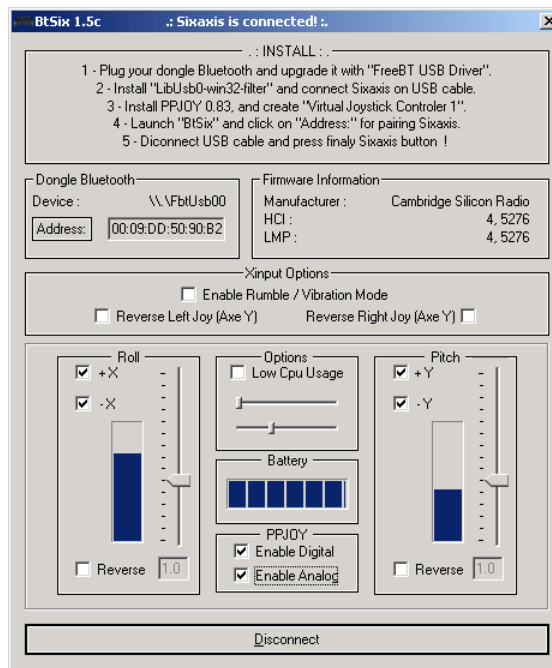 BtSix 1.5c .: Sixaxis is connected! :.
.: INSTALL : .
1 - Plug your dongle Bluetooth and upgrade it with "FreeBT USB Driver".
2 - Install "LibUsb0-win32-filter" and connect Sixaxis on USB cable.
3 - Install PPJOY 0.83, and create "Virtual Joystick Controler 1".
4 - Launch "BtSix" and click on "Address:" for pairing Sixaxis.
5 - Diconnect USB cable and press finaly Sixaxis button !
Dongle Bluetooth
Device : \\.\FbtUsb00
Address: 00:09:DD:50:90:B2
Firmware Information
Manufacturer : Cambridge Silicon Radio
HCI : 4, 5276
LMP : 4, 5276
Xinput Options
Enable Rumble / Vibration Mode
Reverse Left Joy (Axe Y) Reverse Right Joy (Axe Y)
Roll
+X
-X
Reverse 1.0
Options
Low Cpu Usage
Battery
PPJOY
Enable Digital
Enable Analog
Pitch
+Y
-Y
Reverse 1.0
Disconnect